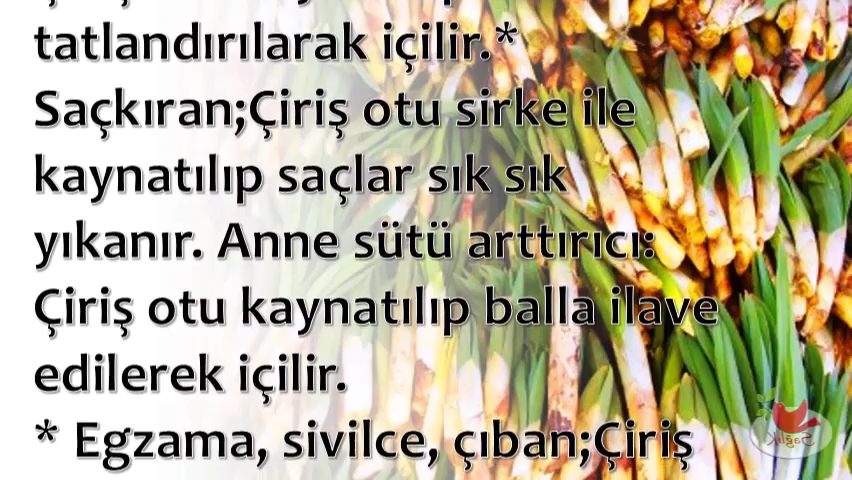 tatlandırılarak içilir.*
Saçkıran;Çiriş otu sirke ile
kaynatılıp saçlar sık sık
yıkanır. Anne sütü arttırıcı:
Çiriş otu kaynatılıp balla ilave
edilerek içilir.
* Egzama, sivilce, çıban;Çiriş
Sağlık